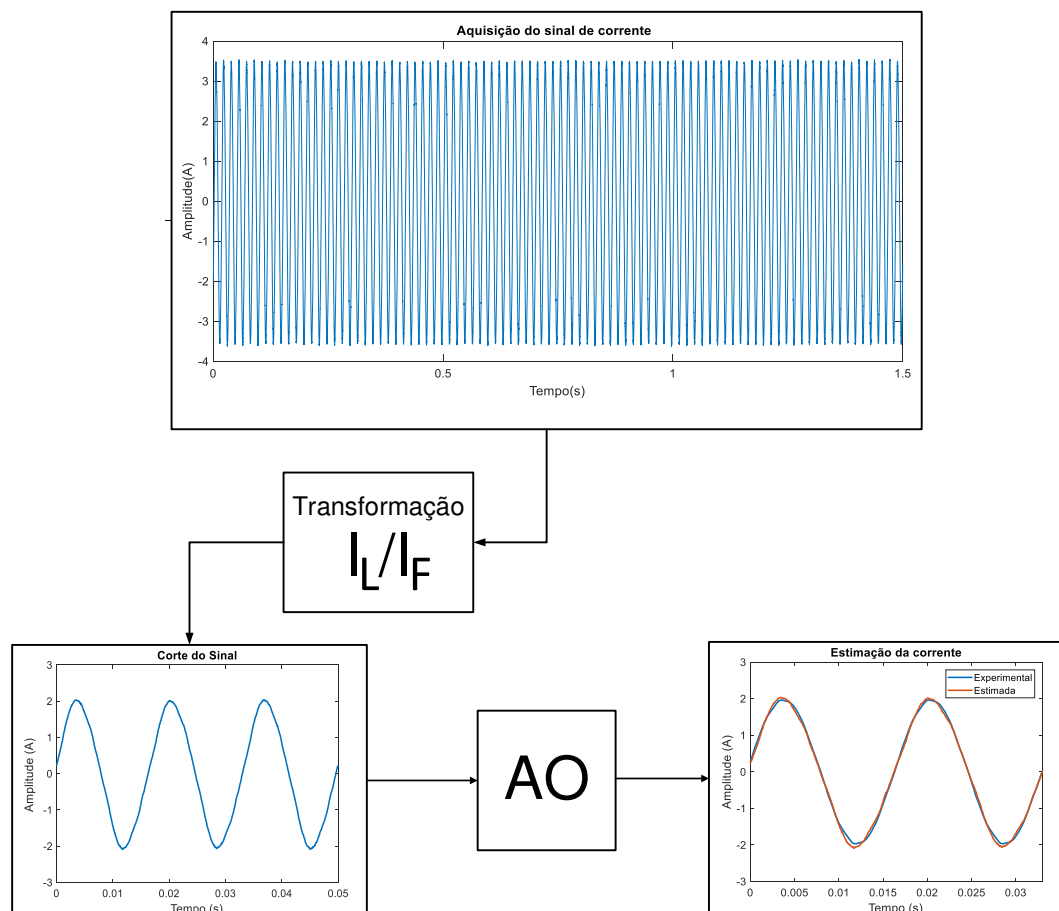 Aquisição do sinal de corrente
4
3
2
1
0
-1
-2
-3
-4
Amplitude(A)
0
0.5
1
1.5
Tempo(s)
Transformação
IL/IF
Corte do Sinal
3
2
1
0
-1
-2
-3
Amplitude (A)
0
0.01
0.02
0.03
0.04
0.05
Tempo (s)
AO
Estimação da corrente
3
2
1
0
-1
-2
-3
Amplitude (A)
Experimental
Estimada
0
0.005
0.01
0.015
0.02
0.025
0.03
Tempo (s)